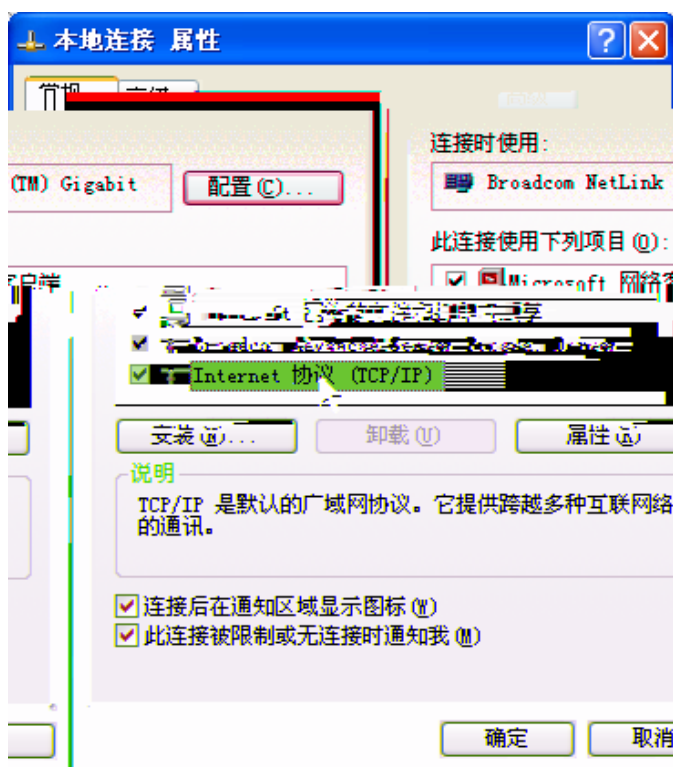 本地连接 属性
连接时使用:
(TM) Gigabit
配置(C)...
Broadcom NetLink
此连接使用下列项目(O):
Microsoft 网络
Internet 协议 (TCP/IP)
安装(N)...
卸载(U)
属性(R)
说明
TCP/IP 是默认的广域网协议。它提供跨越多种互联网络
的通讯。
连接后在通知区域显示图标(W)
此连接被限制或无连接时通知我(M)
确定
取消